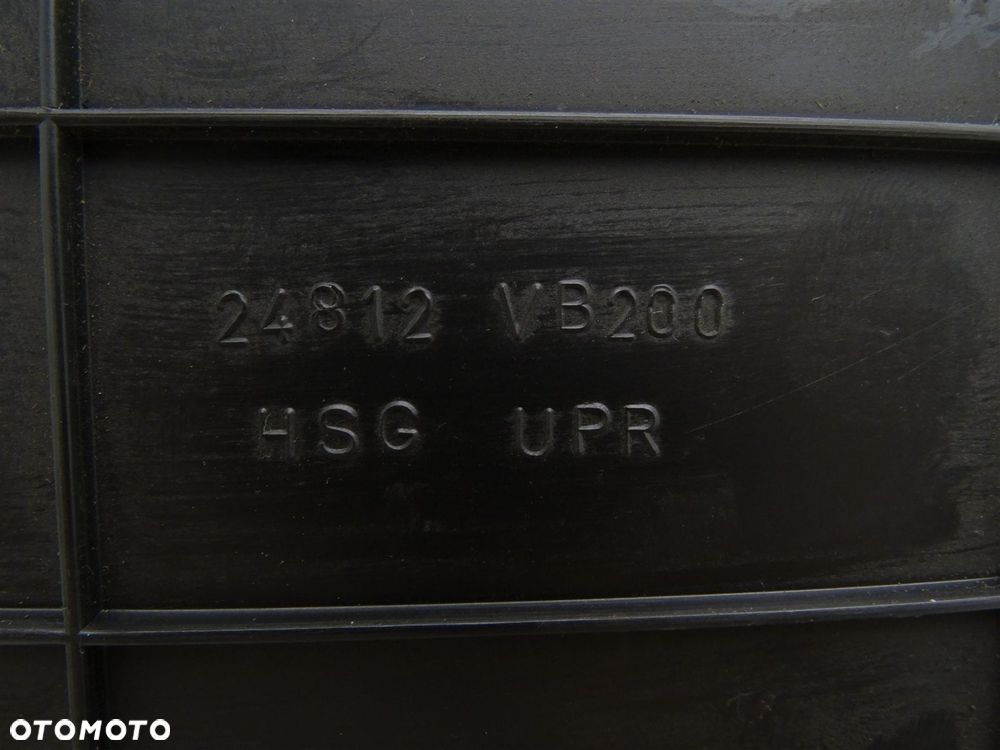 24812 VB200
HSG UPR
OTOMOTO